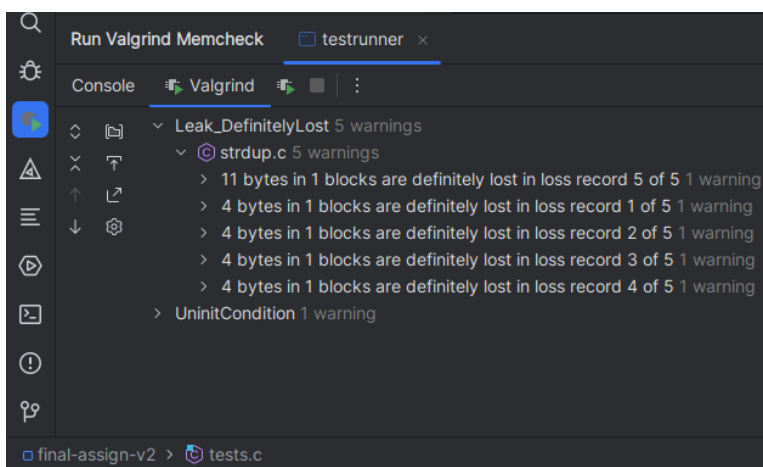 Run Valgrind Memcheck testrunner ×
Console Valgrind
Leak_DefinitelyLost 5 warnings
strdup.c 5 warnings
11 bytes in 1 blocks are definitely lost in loss record 5 of 5 1 warning
4 bytes in 1 blocks are definitely lost in loss record 1 of 5 1 warning
4 bytes in 1 blocks are definitely lost in loss record 2 of 5 1 warning
4 bytes in 1 blocks are definitely lost in loss record 3 of 5 1 warning
4 bytes in 1 blocks are definitely lost in loss record 4 of 5 1 warning
UninitCondition 1 warning
final-assign-v2 > tests.c